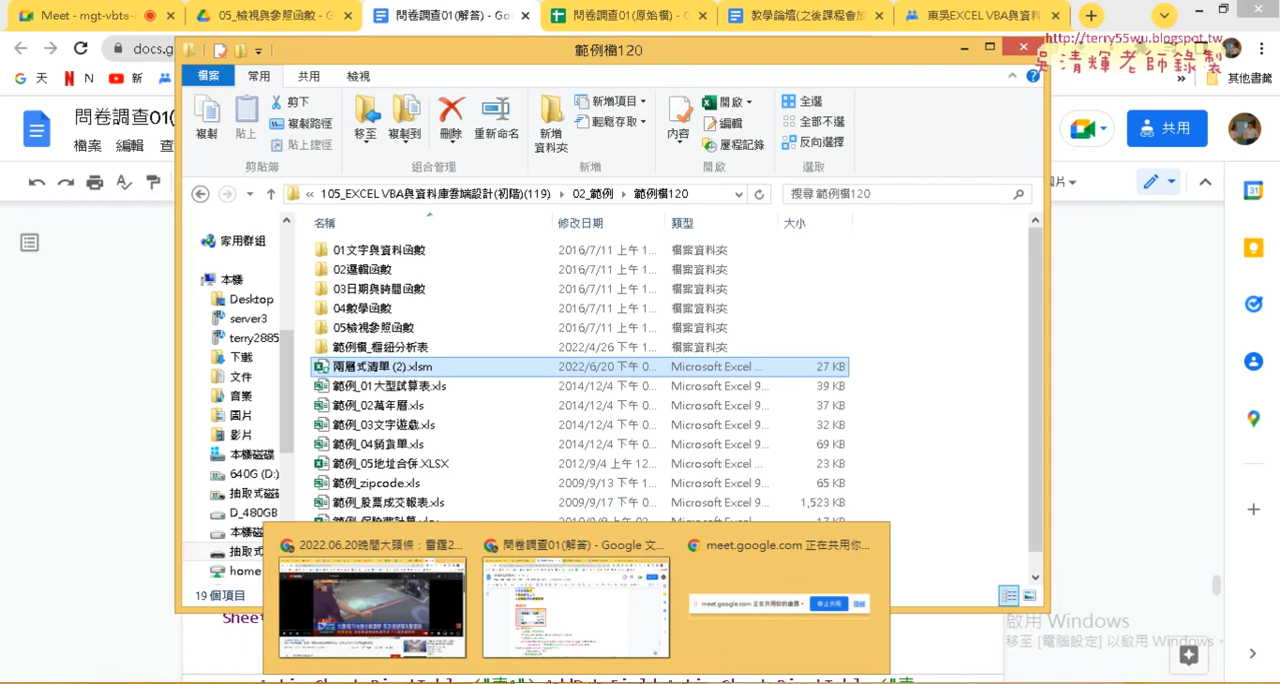 Meet - mgt-vbts-
05_檢視與參照函數 - G
問卷調查01(解答) - Go
問卷調查01(原始檔) -
教學論壇(之後課程會放
東吳EXCEL VBA與資料
http://terry55wu.blogspot.tw
吳清輝老師錄製
docs.g
天
N
新
其他書籤
問卷調查01(
檔案 編輯 查
共用
範例檔120
檔案 常用 共用 檢視
複製
貼上
剪下
複製路徑
貼上捷徑
剪貼簿
移至
複製到
刪除
重新命名
組合管理
新增
資料夾
新增項目
輕鬆存取
新增
內容
開啟
編輯
歷程記錄
開啟
全選
全部不選
反向選擇
選取
« 105_EXCEL VBA與資料庫雲端設計(初階)(119) 02_範例 範例檔120
搜尋 範例檔120
名稱 修改日期 類型 大小
家用群組
本機
Desktop
server3
terry2885
下載
文件
音樂
圖片
影片
本機磁碟
640G (D:)
抽取式磁碟
D_480GB
本機磁碟
抽取式
home
01文字與資料函數 2016/7/11 上午 1... 檔案資料夾
02邏輯函數 2016/7/11 上午 1... 檔案資料夾
03日期與時間函數 2016/7/11 上午 1... 檔案資料夾
04數學函數 2016/7/11 上午 1... 檔案資料夾
05檢視參照函數 2016/7/11 上午 1... 檔案資料夾
範例檔_樞紐分析表 2022/4/26 下午 1... 檔案資料夾
兩層式清單 (2).xlsm 2022/6/20 下午 0... Microsoft Excel ... 27 KB
範例_01大型試算表.xls 2014/12/4 下午 0... Microsoft Excel 9... 39 KB
範例_02萬年曆.xls 2014/12/4 下午 0... Microsoft Excel 9... 37 KB
範例_03文字遊戲.xls 2014/12/4 下午 0... Microsoft Excel 9... 32 KB
範例_04銷貨單.xls 2014/12/4 下午 0... Microsoft Excel 9... 69 KB
範例_05地址合併.XLSX 2012/9/4 上午 12... Microsoft Excel ... 23 KB
範例_zipcode.xls 2009/9/13 下午 1... Microsoft Excel 9... 65 KB
範例_股票成交報表.xls 2009/9/17 下午 0... Microsoft Excel 9... 1,523 KB
19 個項目
2022.06.20晚間大頭條：雷霆2...
問卷調查01(解答) - Google 文...
meet.google.com 正在共用你...
meet.google.com 正在共用你的畫面。 停止共用 隱藏
Sheet
啟用 Windows
移至 [電腦設定] 以啟用 Windows